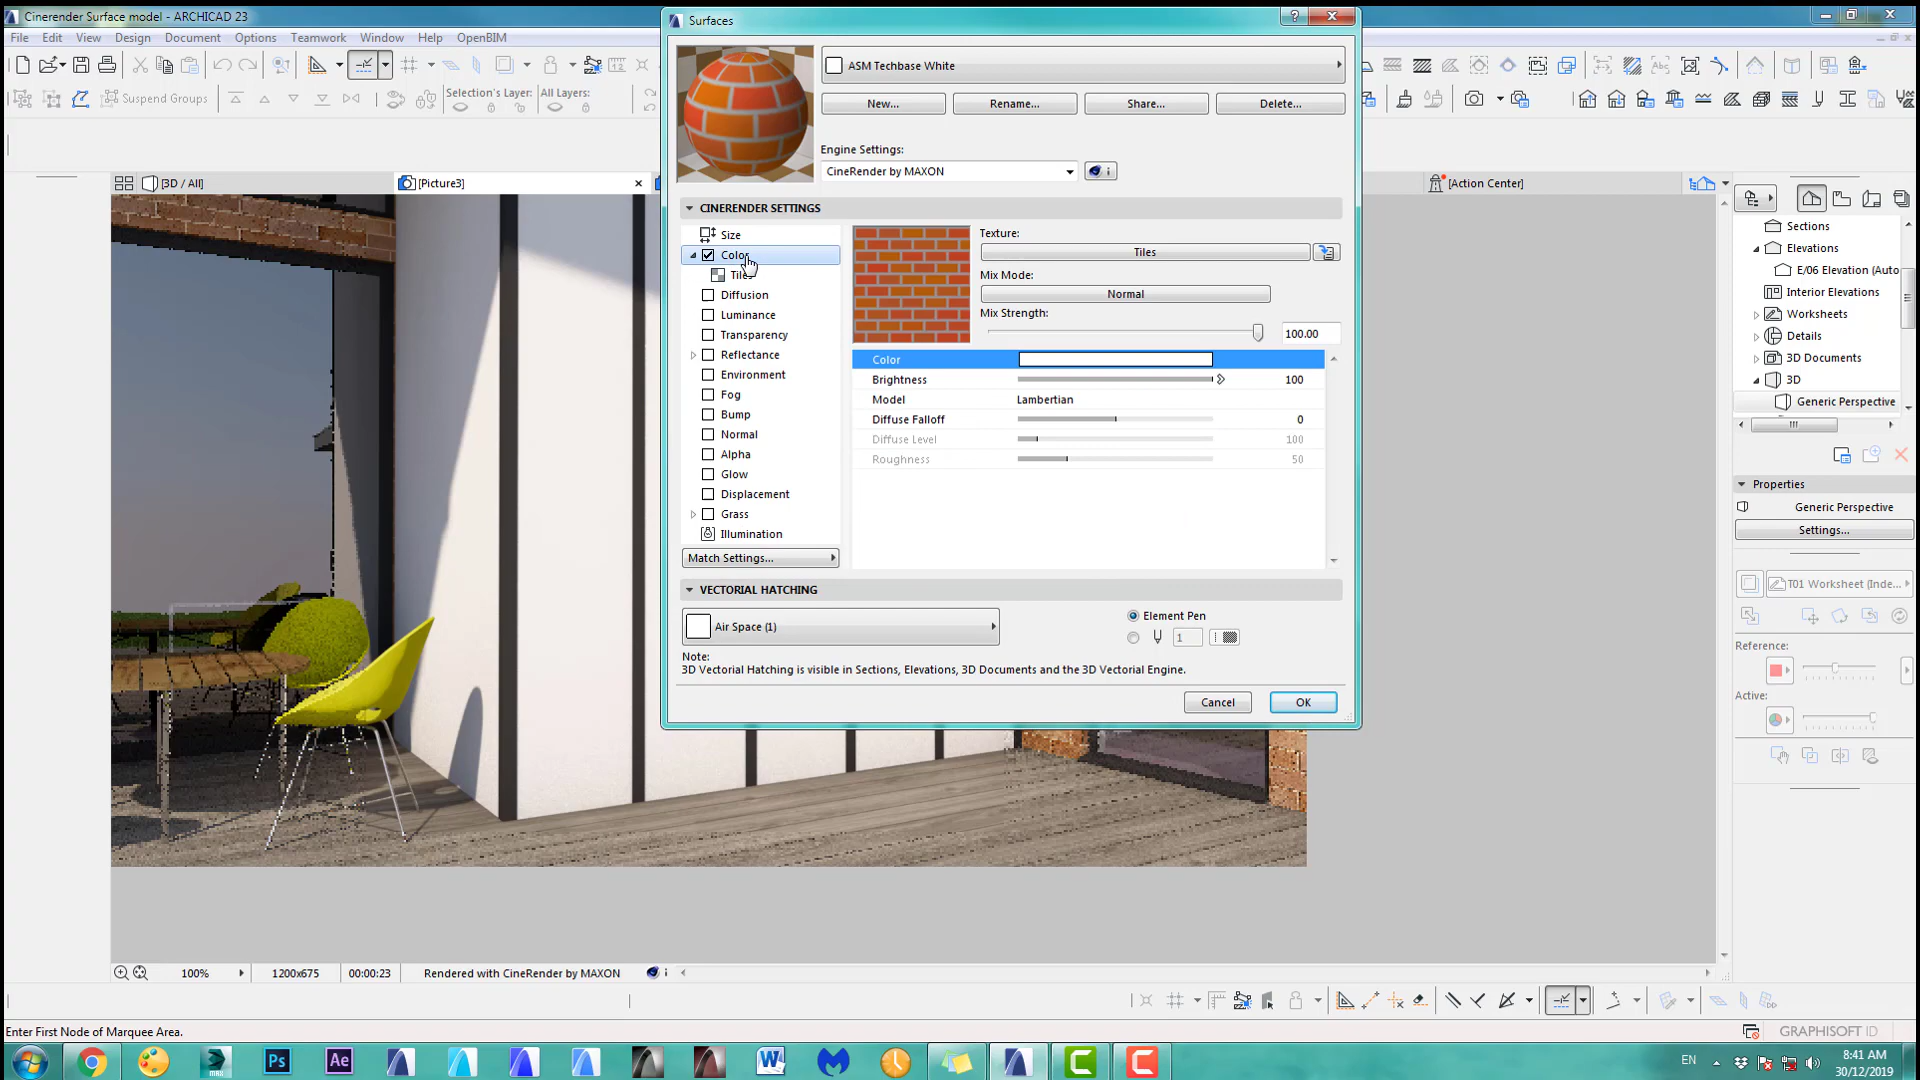 Cinerender Surface model - ARCHICAD 23
File Edit View Design Document Options Teamwork Window Help OpenBIM
Suspend Groups
Selection's Layer:
All Layers:
[3D / All]
[Picture3]
[Action Center]
Surfaces
ASM Techbase White
New...
Rename...
Share...
Delete...
Engine Settings:
CineRender by MAXON
CINERENDER SETTINGS
Size
Color
Tiles
Diffusion
Luminance
Transparency
Reflectance
Environment
Fog
Bump
Normal
Alpha
Glow
Displacement
Grass
Illumination
Match Settings...
Texture:
Tiles
Mix Mode:
Normal
Mix Strength:
100.00
Color
Brightness 100
Model Lambertian
Diffuse Falloff 0
Diffuse Level 100
Roughness 50
VECTORIAL HATCHING
Air Space (1)
Element Pen
1
Note:
3D Vectorial Hatching is visible in Sections, Elevations, 3D Documents and the 3D Vectorial Engine.
Cancel
OK
Sections
Elevations
E/06 Elevation (Auto
Interior Elevations
Worksheets
Details
3D Documents
3D
Generic Perspective
Properties
Generic Perspective
Settings...
T01 Worksheet (Inde...
Reference:
Active:
100%
1200x675
00:00:23
Rendered with CineRender by MAXON
Enter First Node of Marquee Area.
GRAPHISOFT ID
MAX
Ps
Ae
EN
8:41 AM
30/12/2019